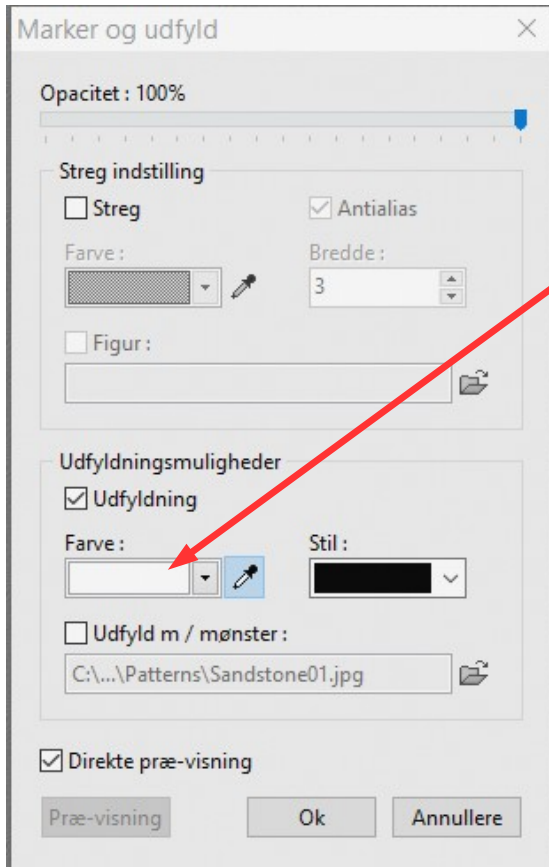 Marker og udfyld
Opacitet : 100%
Streg indstilling
Streg
Antialias
Farve :
Bredde :
3
Figur :
Udfyldningsmuligheder
Udfyldning
Farve :
Stil :
Udfyld m / mønster :
C:\...\Patterns\Sandstone01.jpg
Direkte præ-visning
Præ-visning
Ok
Annullere